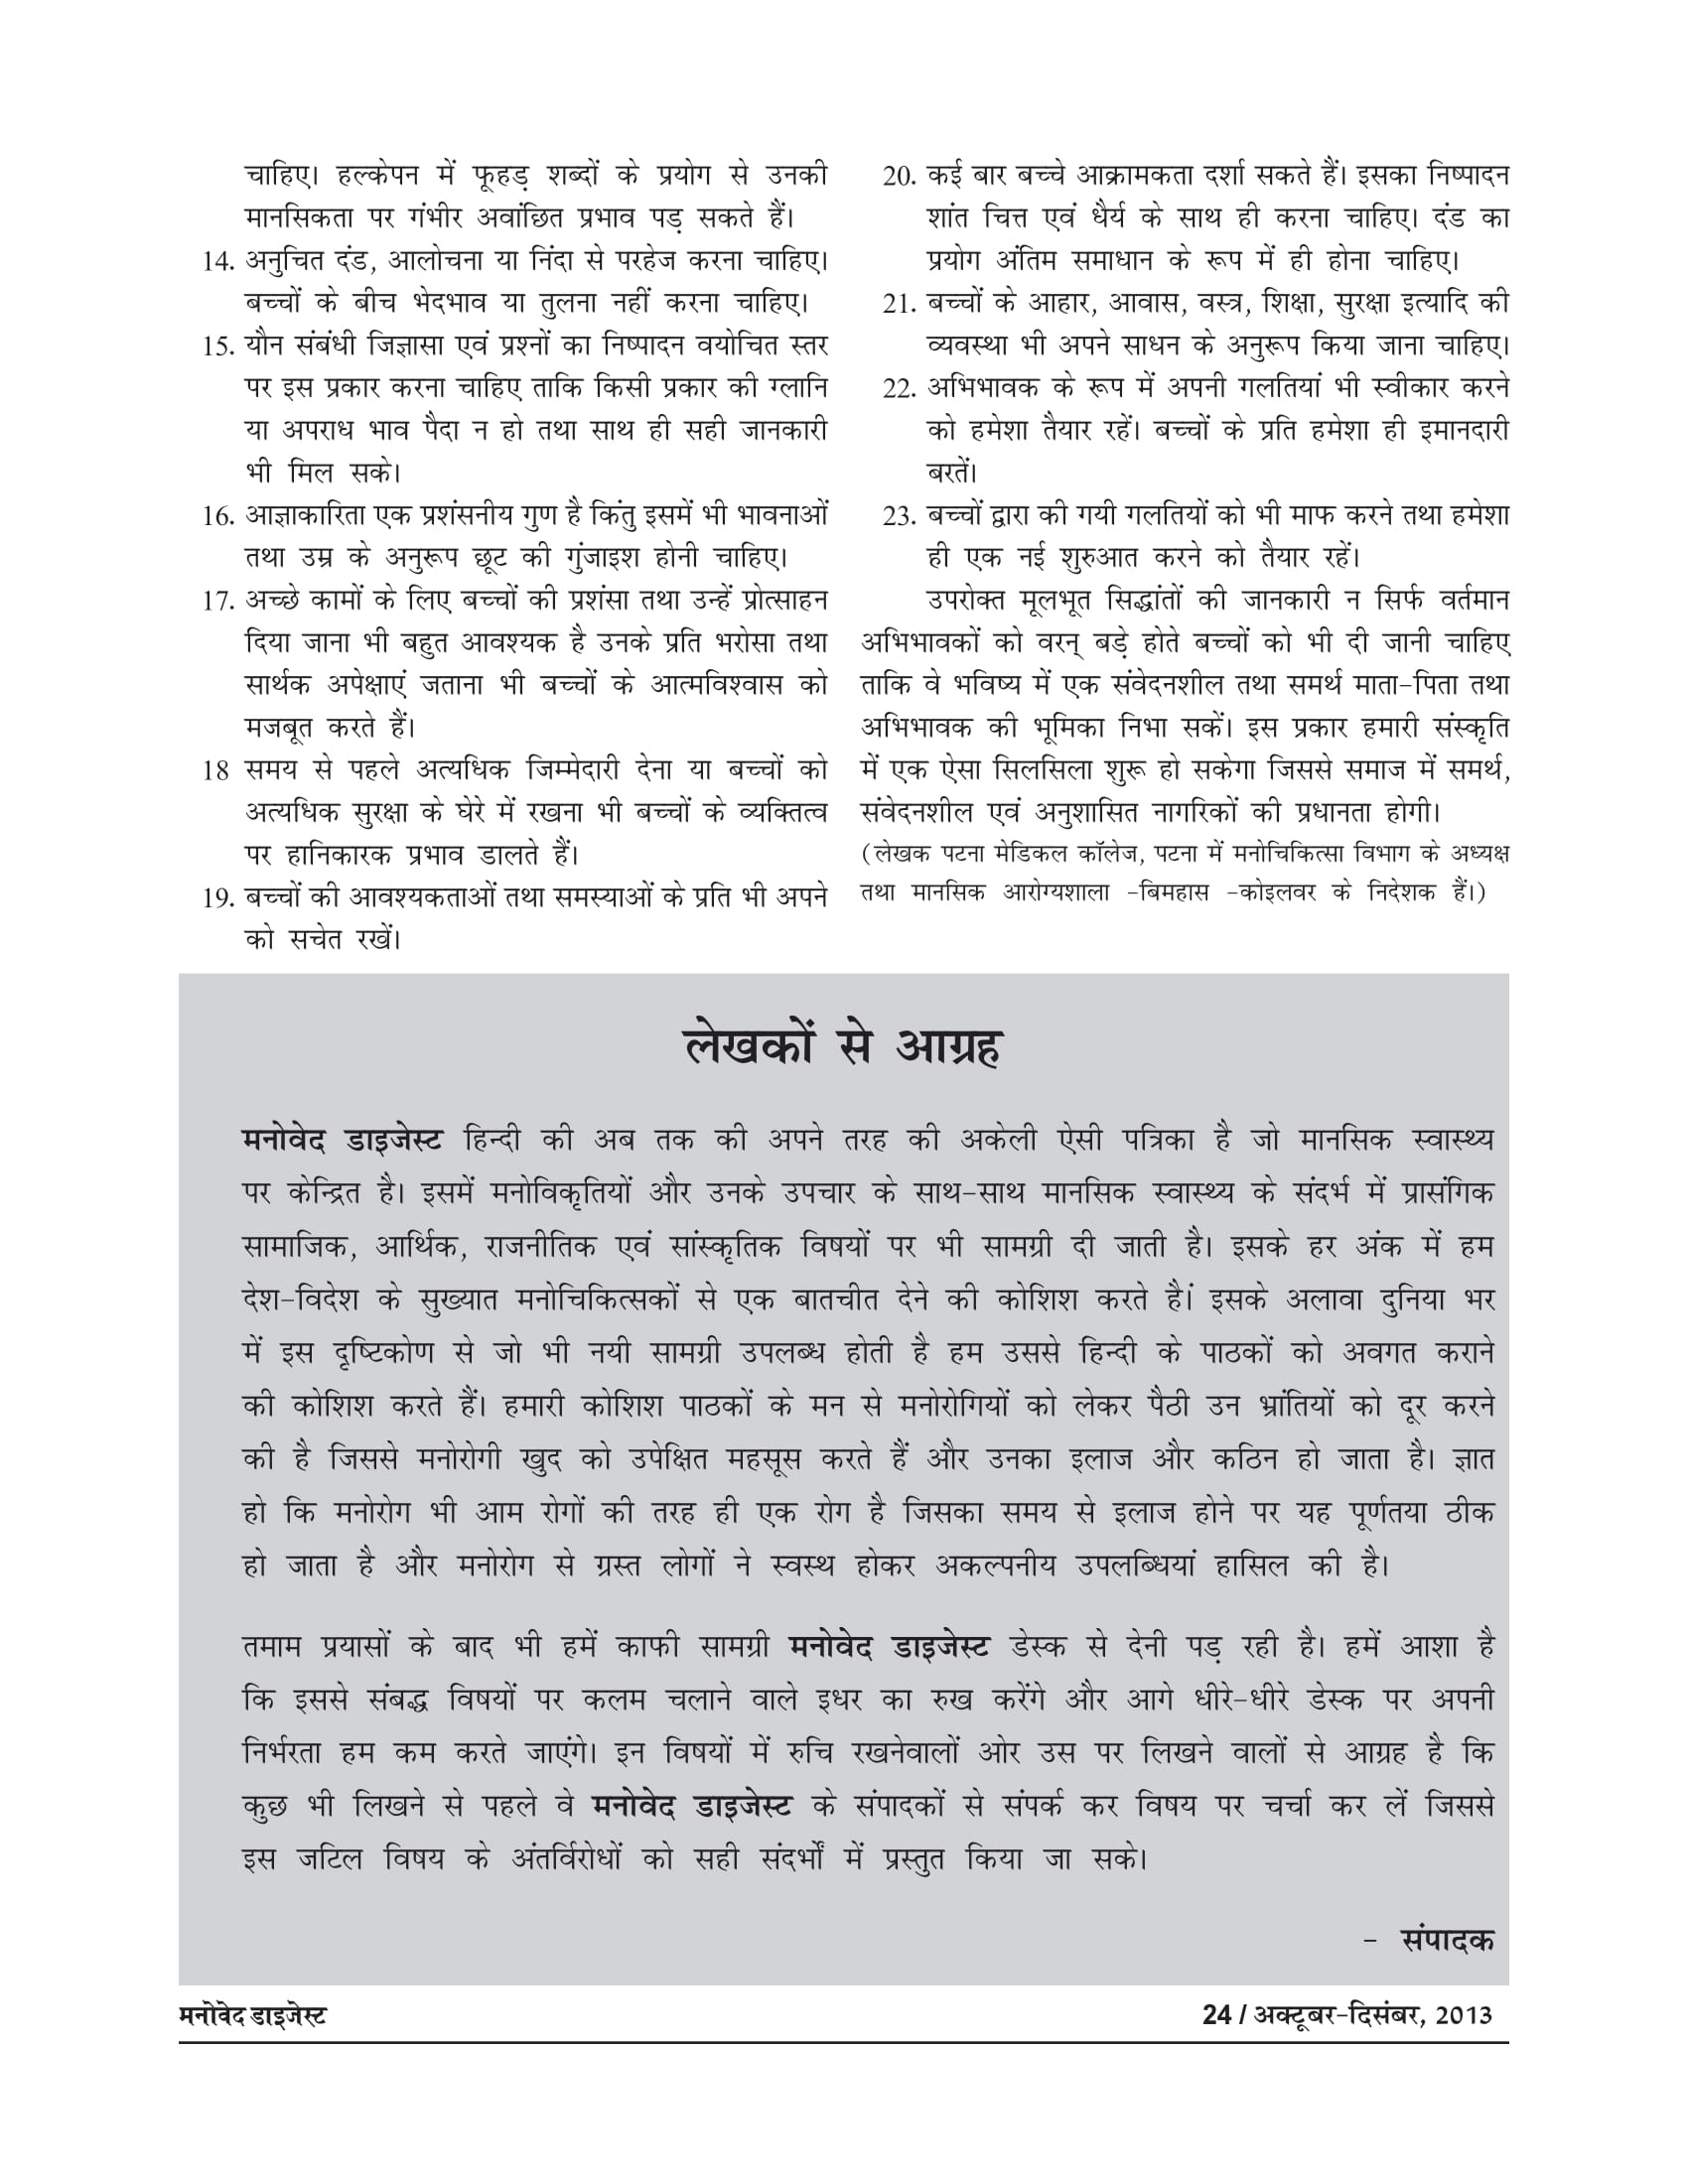 चाहिए। हल्केपन में फूहड़ शब्दों के प्रयोग से उनकी
मानसिकता पर गंभीर अवांछित प्रभाव पड़ सकते हैं।
14. अनुचित दंड, आलोचना या निंदा से परहेज करना चाहिए।
बच्चों के बीच भेदभाव या तुलना नहीं करना चाहिए।
15. यौन संबंधी जिज्ञासा एवं प्रश्नों का निष्पादन वयोचित स्तर
पर इस प्रकार करना चाहिए ताकि किसी प्रकार की ग्लानि
या अपराध भाव पैदा न हो तथा साथ ही सही जानकारी
भी मिल सके।
16. आज्ञाकारिता एक प्रशंसनीय गुण है किंतु इसमें भी भावनाओं
तथा उम्र के अनुरूप छूट की गुंजाइश होनी चाहिए।
17. अच्छे कामों के लिए बच्चों की प्रशंसा तथा उन्हें प्रोत्साहन
दिया जाना भी बहुत आवश्यक है उनके प्रति भरोसा तथा
सार्थक अपेक्षाएं जताना भी बच्चों के आत्मविश्वास को
मजबूत करते हैं।
18 समय से पहले अत्यधिक जिम्मेदारी देना या बच्चों को
अत्यधिक सुरक्षा के घेरे में रखना भी बच्चों के व्यक्तित्व
पर हानिकारक प्रभाव डालते हैं।
19. बच्चों की आवश्यकताओं तथा समस्याओं के प्रति भी अपने
को सचेत रखें।
20. कई बार बच्चे आक्रामकता दर्शा सकते हैं। इसका निष्पादन
शांत चित्त एवं धैर्य के साथ ही करना चाहिए। दंड का
प्रयोग अंतिम समाधान के रूप में ही होना चाहिए।
21. बच्चों के आहार, आवास, वस्त्र, शिक्षा, सुरक्षा इत्यादि की
व्यवस्था भी अपने साधन के अनुरूप किया जाना चाहिए।
22. अभिभावक के रूप में अपनी गलतियां भी स्वीकार करने
को हमेशा तैयार रहें। बच्चों के प्रति हमेशा ही इमानदारी
बरतें।
23. बच्चों द्वारा की गयी गलतियों को भी माफ करने तथा हमेशा
ही एक नई शुरुआत करने को तैयार रहें।
उपरोक्त मूलभूत सिद्धांतों की जानकारी न सिर्फ वर्तमान
अभिभावकों को वरन् बड़े होते बच्चों को भी दी जानी चाहिए
ताकि वे भविष्य में एक संवेदनशील तथा समर्थ माता-पिता तथा
अभिभावक की भूमिका निभा सकें। इस प्रकार हमारी संस्कृति
में एक ऐसा सिलसिला शुरू हो सकेगा जिससे समाज में समर्थ,
संवेदनशील एवं अनुशासित नागरिकों की प्रधानता होगी।
(लेखक पटना मेडिकल कॉलेज, पटना में मनोचिकित्सा विभाग के अध्यक्ष
तथा मानसिक आरोग्यशाला -बिमहास -कोइलवर के निदेशक हैं।)
लेखकों से आग्रह
मनोवेद डाइजेस्ट हिन्दी की अब तक की अपने तरह की अकेली ऐसी पत्रिका है जो मानसिक स्वास्थ्य
पर केन्द्रित है। इसमें मनोविकृतियों और उनके उपचार के साथ-साथ मानसिक स्वास्थ्य के संदर्भ में प्रासंगिक
सामाजिक, आर्थिक, राजनीतिक एवं सांस्कृतिक विषयों पर भी सामग्री दी जाती है। इसके हर अंक में हम
देश-विदेश के सुख्यात मनोचिकित्सकों से एक बातचीत देने की कोशिश करते हैं। इसके अलावा दुनिया भर
में इस दृष्टिकोण से जो भी नयी सामग्री उपलब्ध होती है हम उससे हिन्दी के पाठकों को अवगत कराने
की कोशिश करते हैं। हमारी कोशिश पाठकों के मन से मनोरोगियों को लेकर पैठी उन भ्रांतियों को दूर करने
की है जिससे मनोरोगी खुद को उपेक्षित महसूस करते हैं और उनका इलाज और कठिन हो जाता है। ज्ञात
हो कि मनोरोग भी आम रोगों की तरह ही एक रोग है जिसका समय से इलाज होने पर यह पूर्णतया ठीक
हो जाता है और मनोरोग से ग्रस्त लोगों ने स्वस्थ होकर अकल्पनीय उपलब्धियां हासिल की है।
तमाम प्रयासों के बाद भी हमें काफी सामग्री मनोवेद डाइजेस्ट डेस्क से देनी पड़ रही है। हमें आशा है
कि इससे संबद्ध विषयों पर कलम चलाने वाले इधर का रुख करेंगे और आगे धीरे-धीरे डेस्क पर अपनी
निर्भरता हम कम करते जाएंगे। इन विषयों में रुचि रखनेवालों ओर उस पर लिखने वालों से आग्रह है कि
कुछ भी लिखने से पहले वे मनोवेद डाइजेस्ट के संपादकों से संपर्क कर विषय पर चर्चा कर लें जिससे
इस जटिल विषय के अंतर्विरोधों को सही संदर्भों में प्रस्तुत किया जा सके।
- संपादक
मनोवेद डाइजेस्ट 24 / अक्टूबर-दिसंबर, 2013